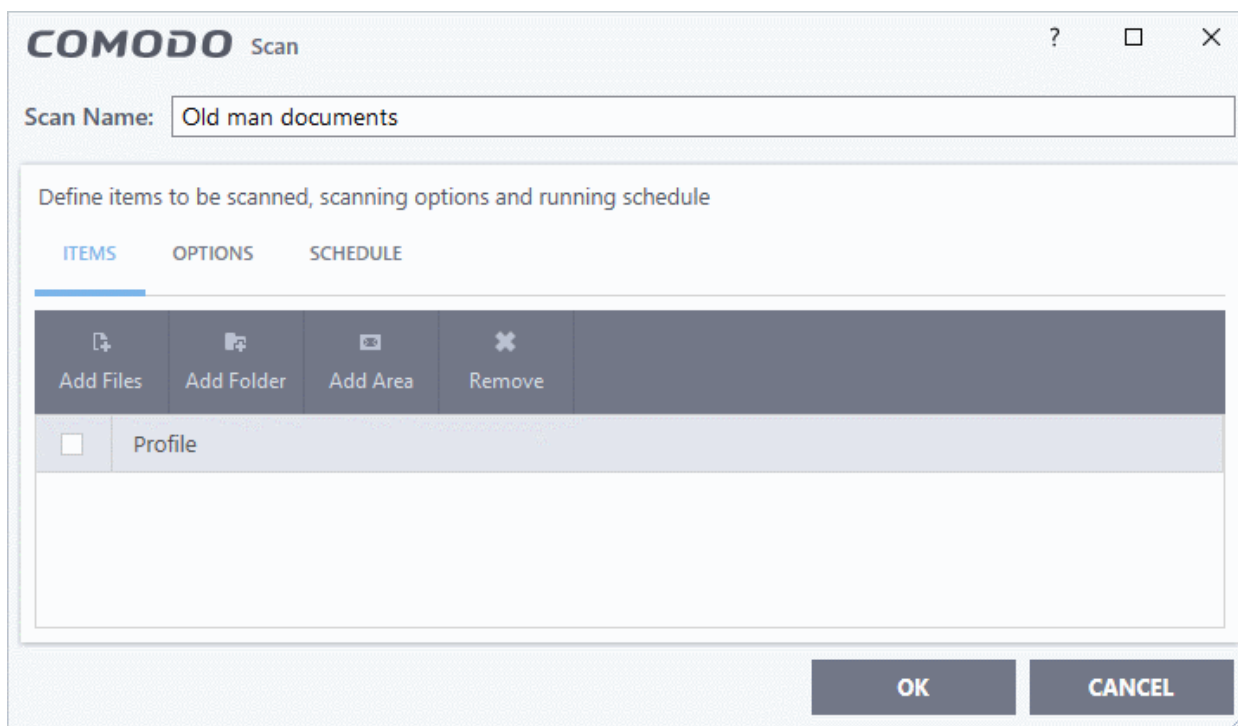 COMODO Scan ?
Scan Name: Old man documents
Define items to be scanned, scanning options and running schedule
ITEMS OPTIONS SCHEDULE
Add Files Add Folder Add Area Remove
Profile
OK CANCEL